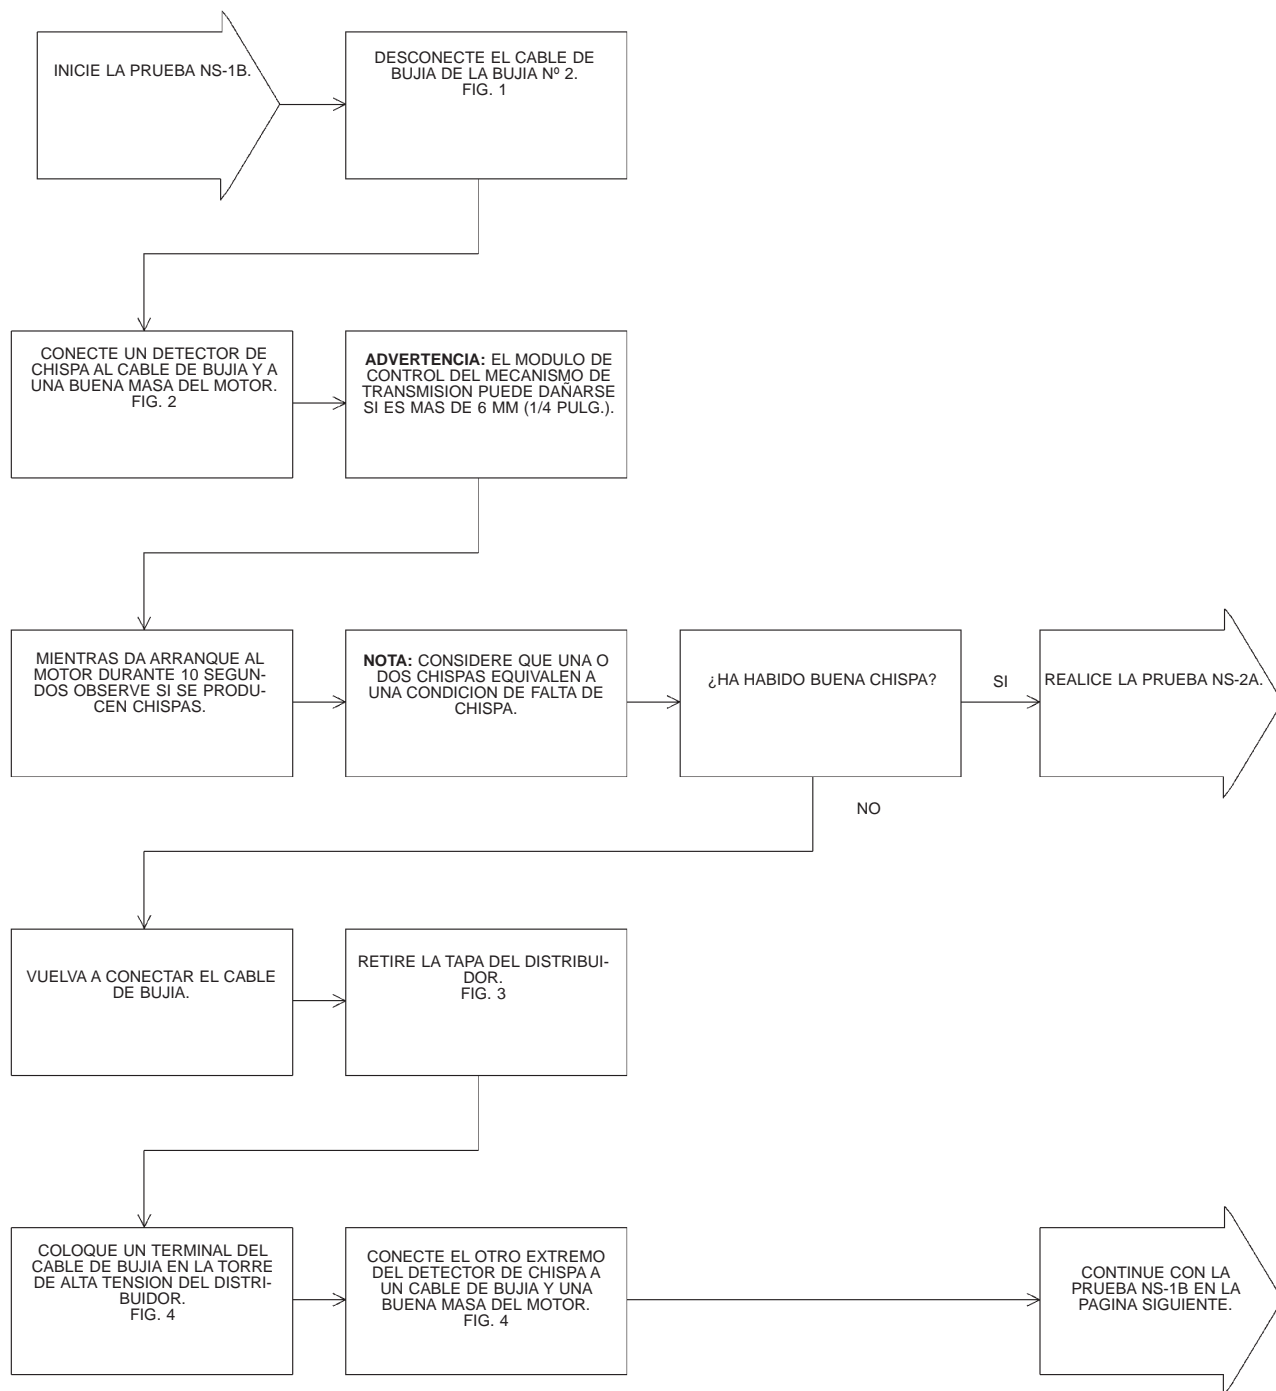 INICIE LA PRUEBA NS-1B.
DESCONECTE EL CABLE DE
BUJIA DE LA BUJIA Nº 2.
FIG. 1
CONECTE UN DETECTOR DE
CHISPA AL CABLE DE BUJIA Y A
UNA BUENA MASA DEL MOTOR.
FIG. 2
ADVERTENCIA: EL MODULO DE
CONTROL DEL MECANISMO DE
TRANSMISION PUEDE DAÑARSE
SI ES MAS DE 6 MM (1/4 PULG.).
MIENTRAS DA ARRANQUE AL
MOTOR DURANTE 10 SEGUN-
DOS OBSERVE SI SE PRODU-
CEN CHISPAS.
NOTA: CONSIDERE QUE UNA O
DOS CHISPAS EQUIVALEN A
UNA CONDICION DE FALTA DE
CHISPA.
¿HA HABIDO BUENA CHISPA?
SI
REALICE LA PRUEBA NS-2A.
NO
VUELVA A CONECTAR EL CABLE
DE BUJIA.
RETIRE LA TAPA DEL DISTRIBUI-
DOR.
FIG. 3
COLOQUE UN TERMINAL DEL
CABLE DE BUJIA EN LA TORRE
DE ALTA TENSION DEL DISTRI-
BUIDOR.
FIG. 4
CONECTE EL OTRO EXTREMO
DEL DETECTOR DE CHISPA A
UN CABLE DE BUJIA Y UNA
BUENA MASA DEL MOTOR.
FIG. 4
CONTINUE CON LA
PRUEBA NS-1B EN LA
PAGINA SIGUIENTE.